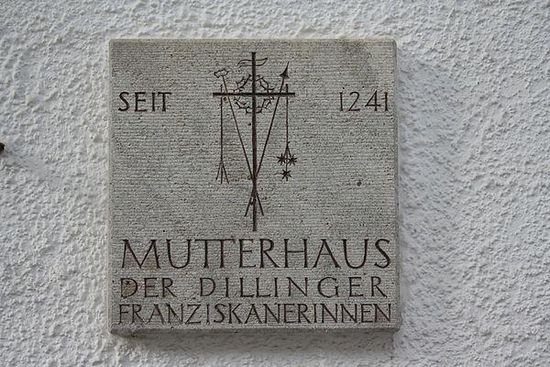 SEIT 1241
MUTTERHAUS
DER DILLINGER
FRANZISKANERINNEN